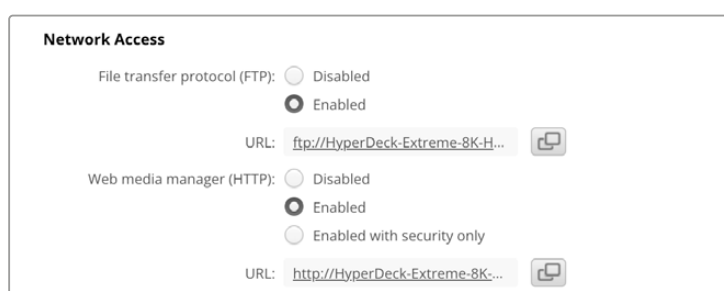 Network Access
File transfer protocol (FTP): Disabled
Enabled
URL: ftp://HyperDeck-Extreme-8K-H...
Web media manager (HTTP): Disabled
Enabled
Enabled with security only
URL: http://HyperDeck-Extreme-8K-...